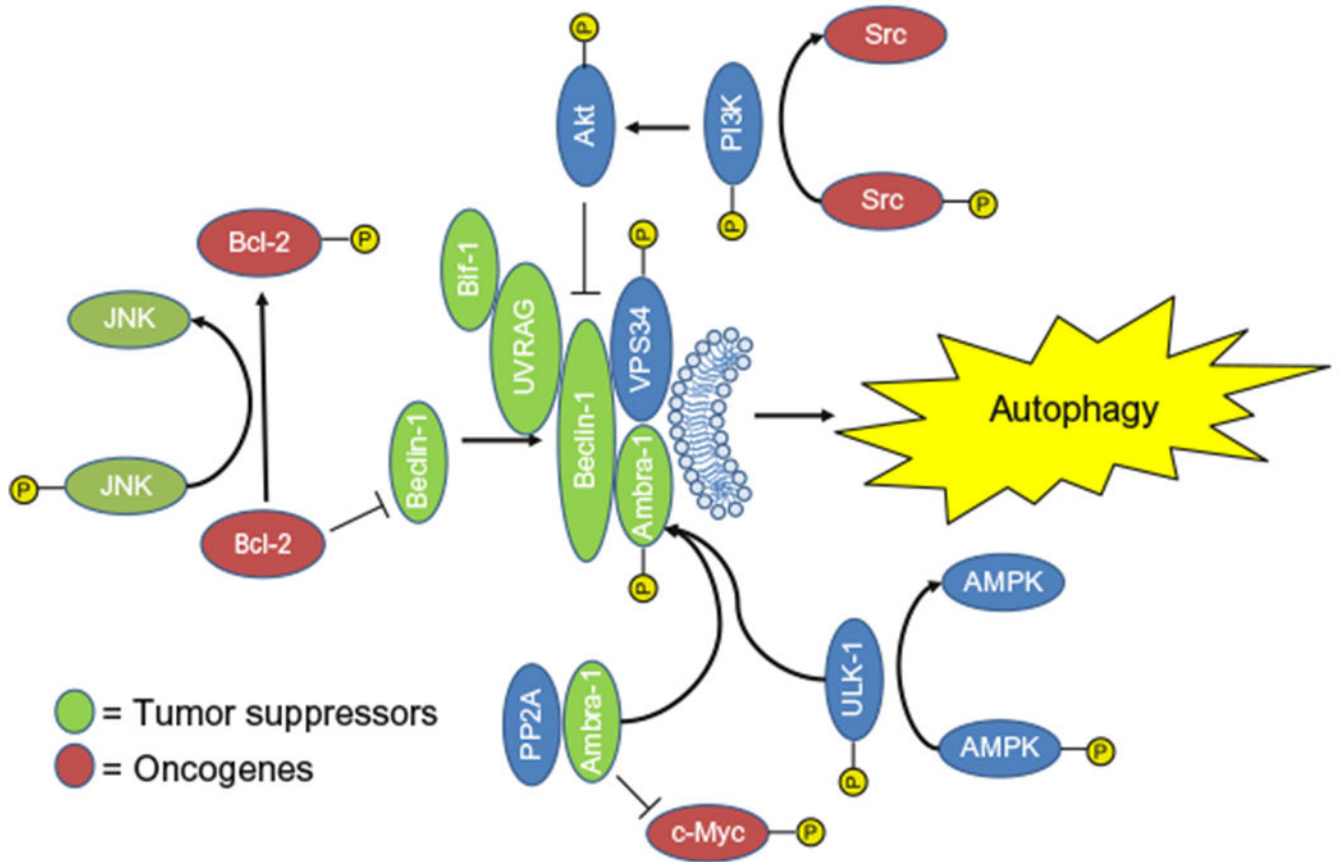 P
Src
Akt
PI3K
Src
P
P
Bcl-2
P
P
Bif-1
JNK
UVRAG
VPS34
Autophagy
Beclin-1
Beclin-1
Ambra-1
P
JNK
Bcl-2
P
AMPK
ULK-1
PP2A
Ambra-1
AMPK
P
P
= Tumor suppressors
= Oncogenes
c-Myc
P